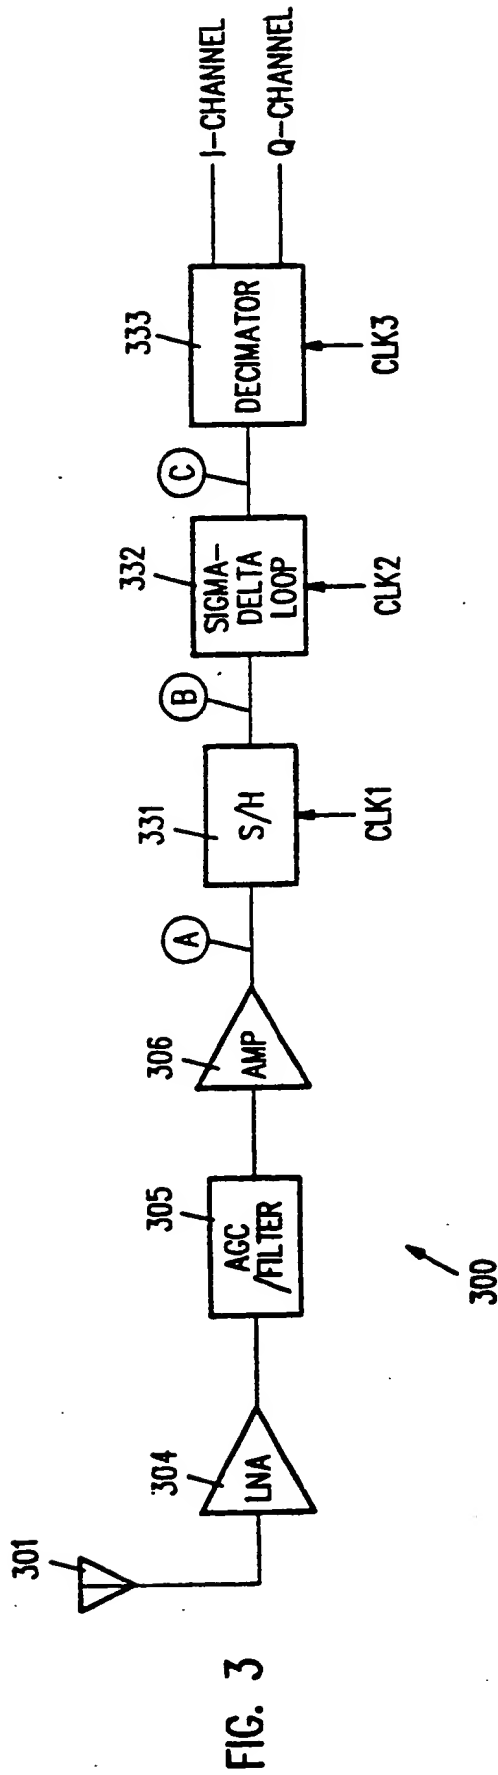 FIG. 3
301
304
LNA
305
AGC
/FILTER
306
AMP
A
331
S/H
CLK1
B
332
SIGMA-
DELTA
LOOP
CLK2
C
333
DECIMATOR
CLK3
I-CHANNEL
Q-CHANNEL
300